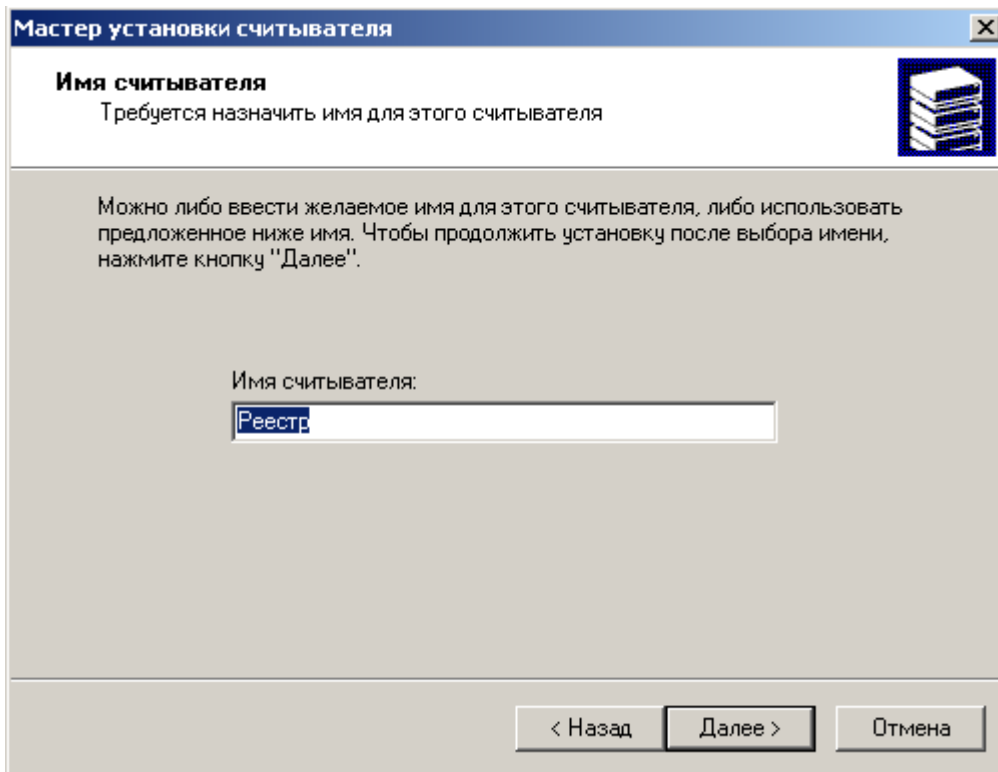 Мастер установки считывателя
Имя считывателя
Требуется назначить имя для этого считывателя
Можно либо ввести желаемое имя для этого считывателя, либо использовать
предложенное ниже имя. Чтобы продолжить установку после выбора имени,
нажмите кнопку "Далее".
Имя считывателя:
Реестр
< Назад Далее > Отмена